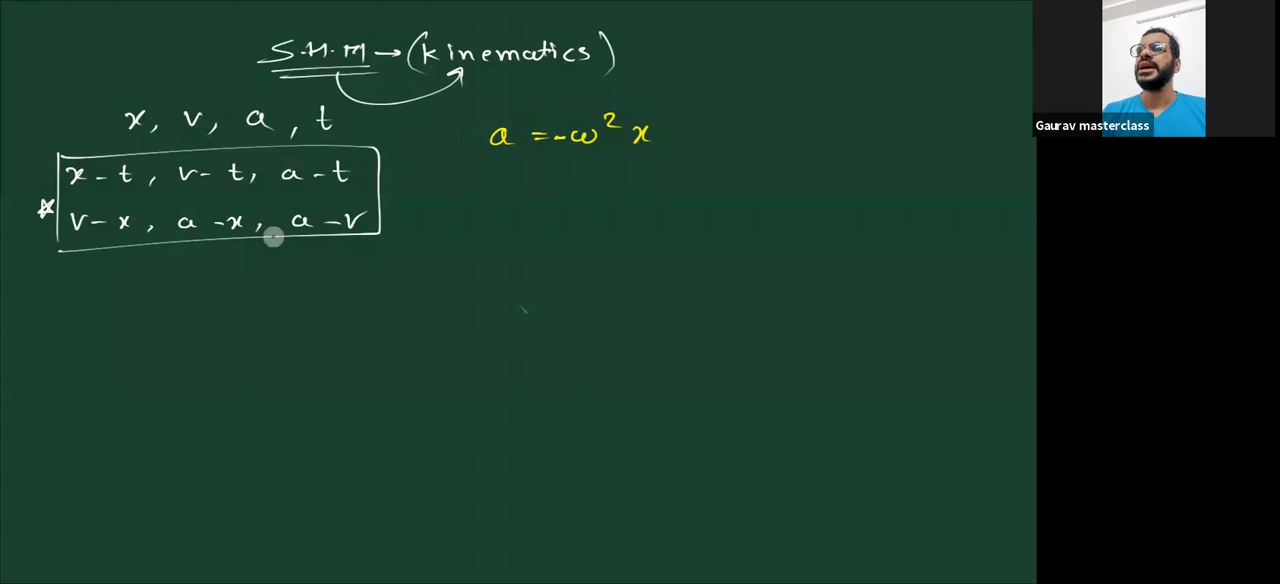 S.H.M → (kinematics)
x, v, a, t
a = -ω² x
x - t, v - t, a - t
v - x, a - x, a - v
Gaurav masterclass